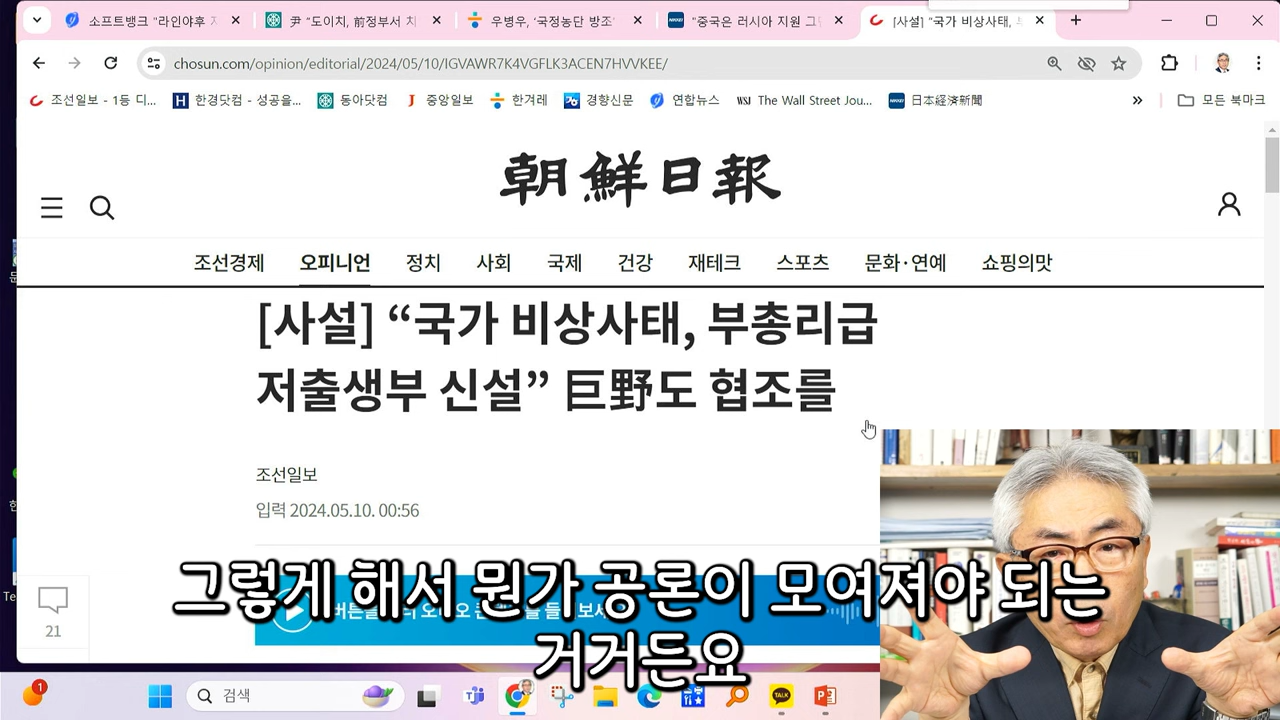 소프트뱅크 “라인야후 지
尹 “도이치, 前정부서 치
우병우, ‘국정농단 방조’
“중국은 러시아 지원 그만
[사설] “국가 비상사태, 부
chosun.com/opinion/editorial/2024/05/10/IGVAWR7K4VGFLK3ACEN7HVVKEE/
조선일보 - 1등 디...
한경닷컴 - 성공을...
동아닷컴
중앙일보
한겨레
경향신문
연합뉴스
WSJ The Wall Street Jou...
日本経済新聞
모든 북마크
朝鮮日報
조선경제 오피니언 정치 사회 국제 건강 재테크 스포츠 문화·연예 쇼핑의맛
[사설] “국가 비상사태, 부총리급
저출생부 신설” 巨野도 협조를
조선일보
입력 2024.05.10. 00:56
21
그렇게 해서 뭔가 공론이 모여져야 되는
거거든요
1
검색
TALK